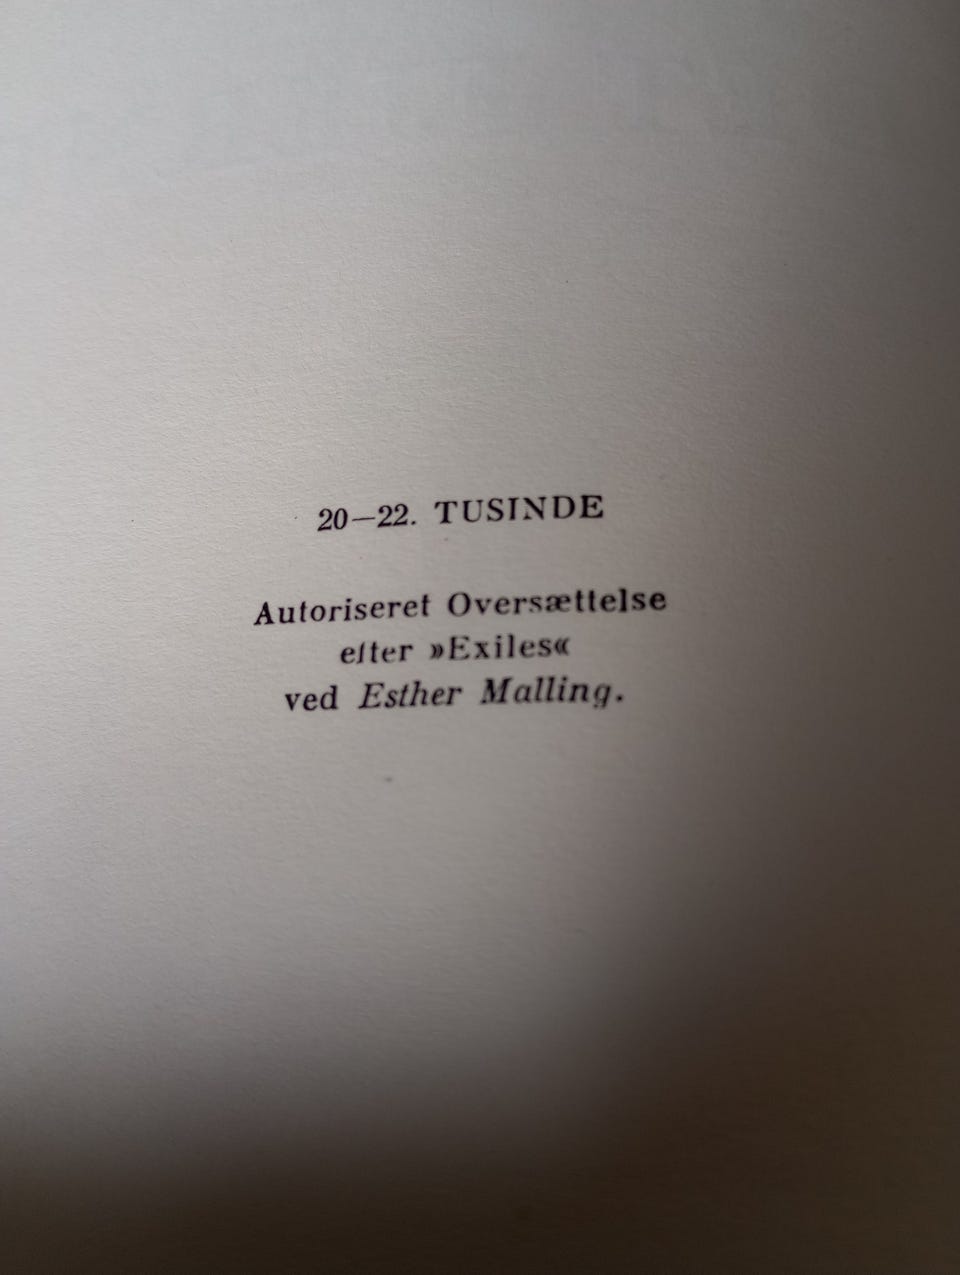 20—22. TUSINDE
Autoriseret Oversættelse
efter »Exiles«
ved Esther Malling.